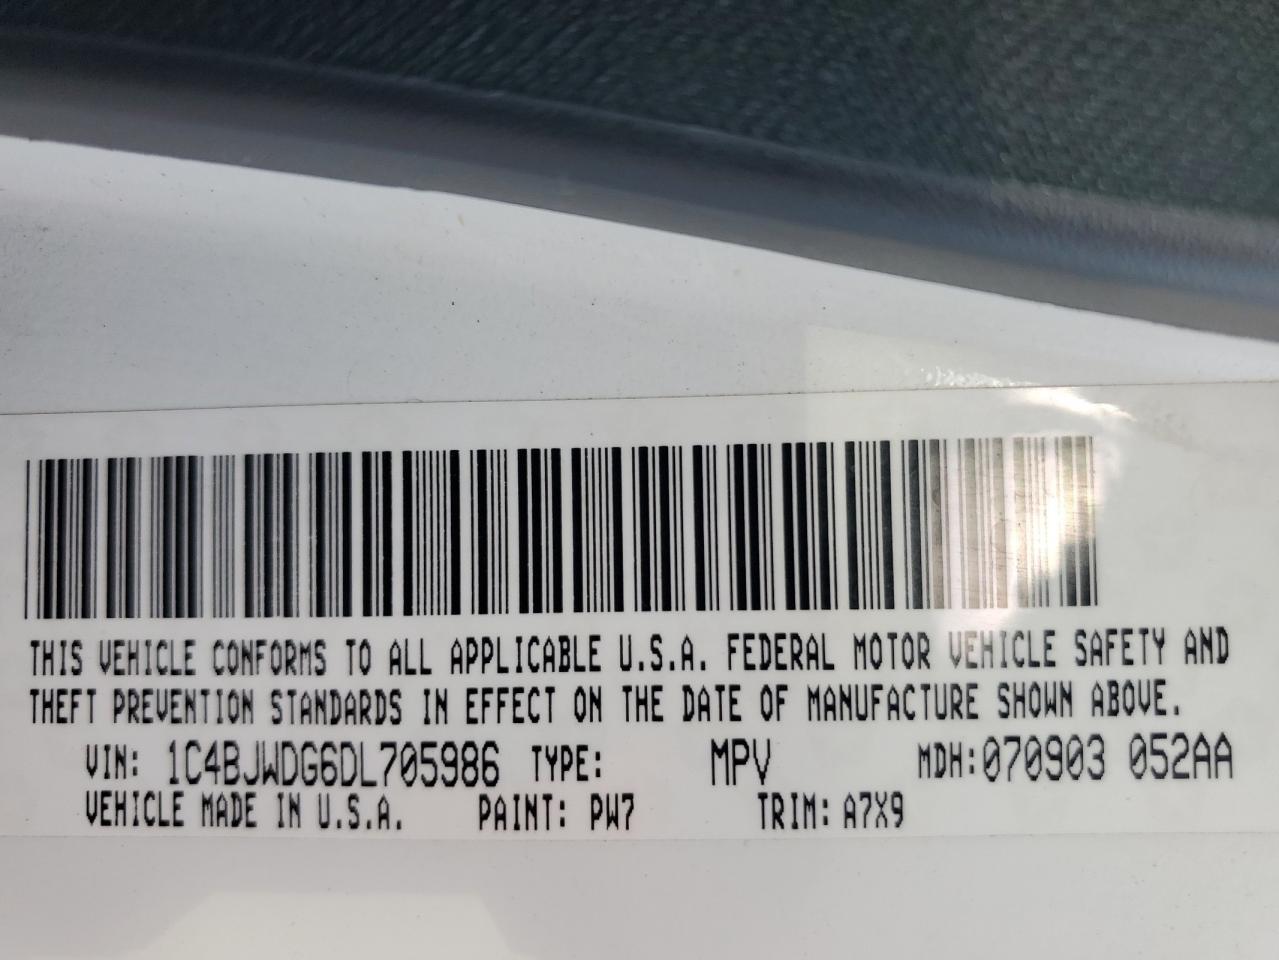 THIS VEHICLE CONFORMS TO ALL APPLICABLE U.S.A. FEDERAL MOTOR VEHICLE SAFETY AND
THEFT PREVENTION STANDARDS IN EFFECT ON THE DATE OF MANUFACTURE SHOWN ABOVE.
VIN: 1C4BJWDG6DL705986 TYPE: MPV MDH:070903 052AA
VEHICLE MADE IN U.S.A. PAINT: PW7 TRIM: A7X9